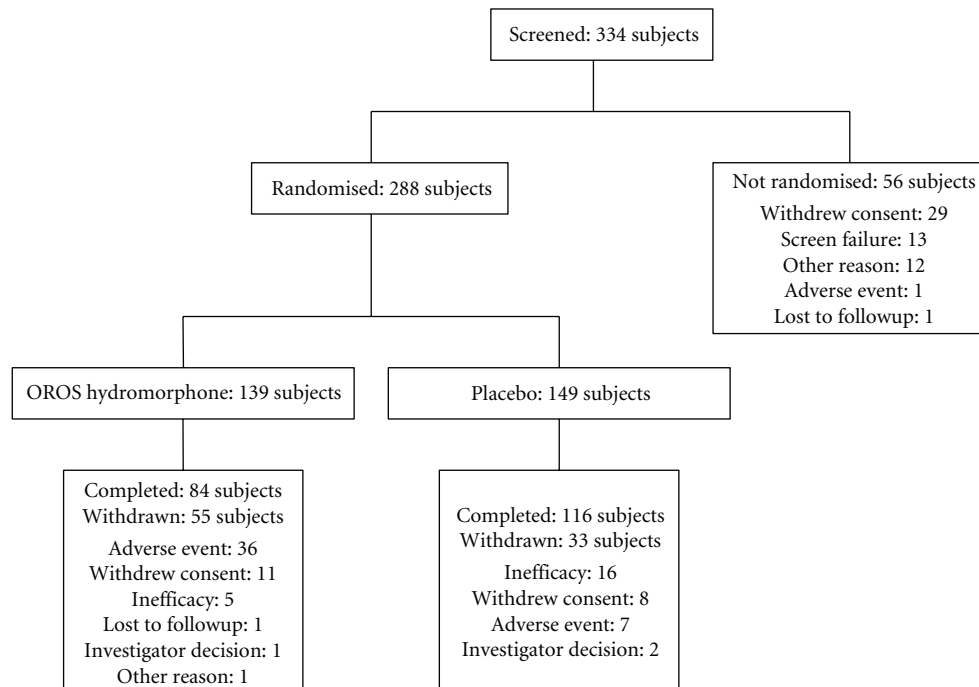 Screened: 334 subjects
Randomised: 288 subjects
Not randomised: 56 subjects
Withdrew consent: 29
Screen failure: 13
Other reason: 12
Adverse event: 1
Lost to followup: 1
OROS hydromorphone: 139 subjects
Placebo: 149 subjects
Completed: 84 subjects
Withdrawn: 55 subjects
Adverse event: 36
Withdrew consent: 11
Inefficacy: 5
Lost to followup: 1
Investigator decision: 1
Other reason: 1
Completed: 116 subjects
Withdrawn: 33 subjects
Inefficacy: 16
Withdrew consent: 8
Adverse event: 7
Investigator decision: 2